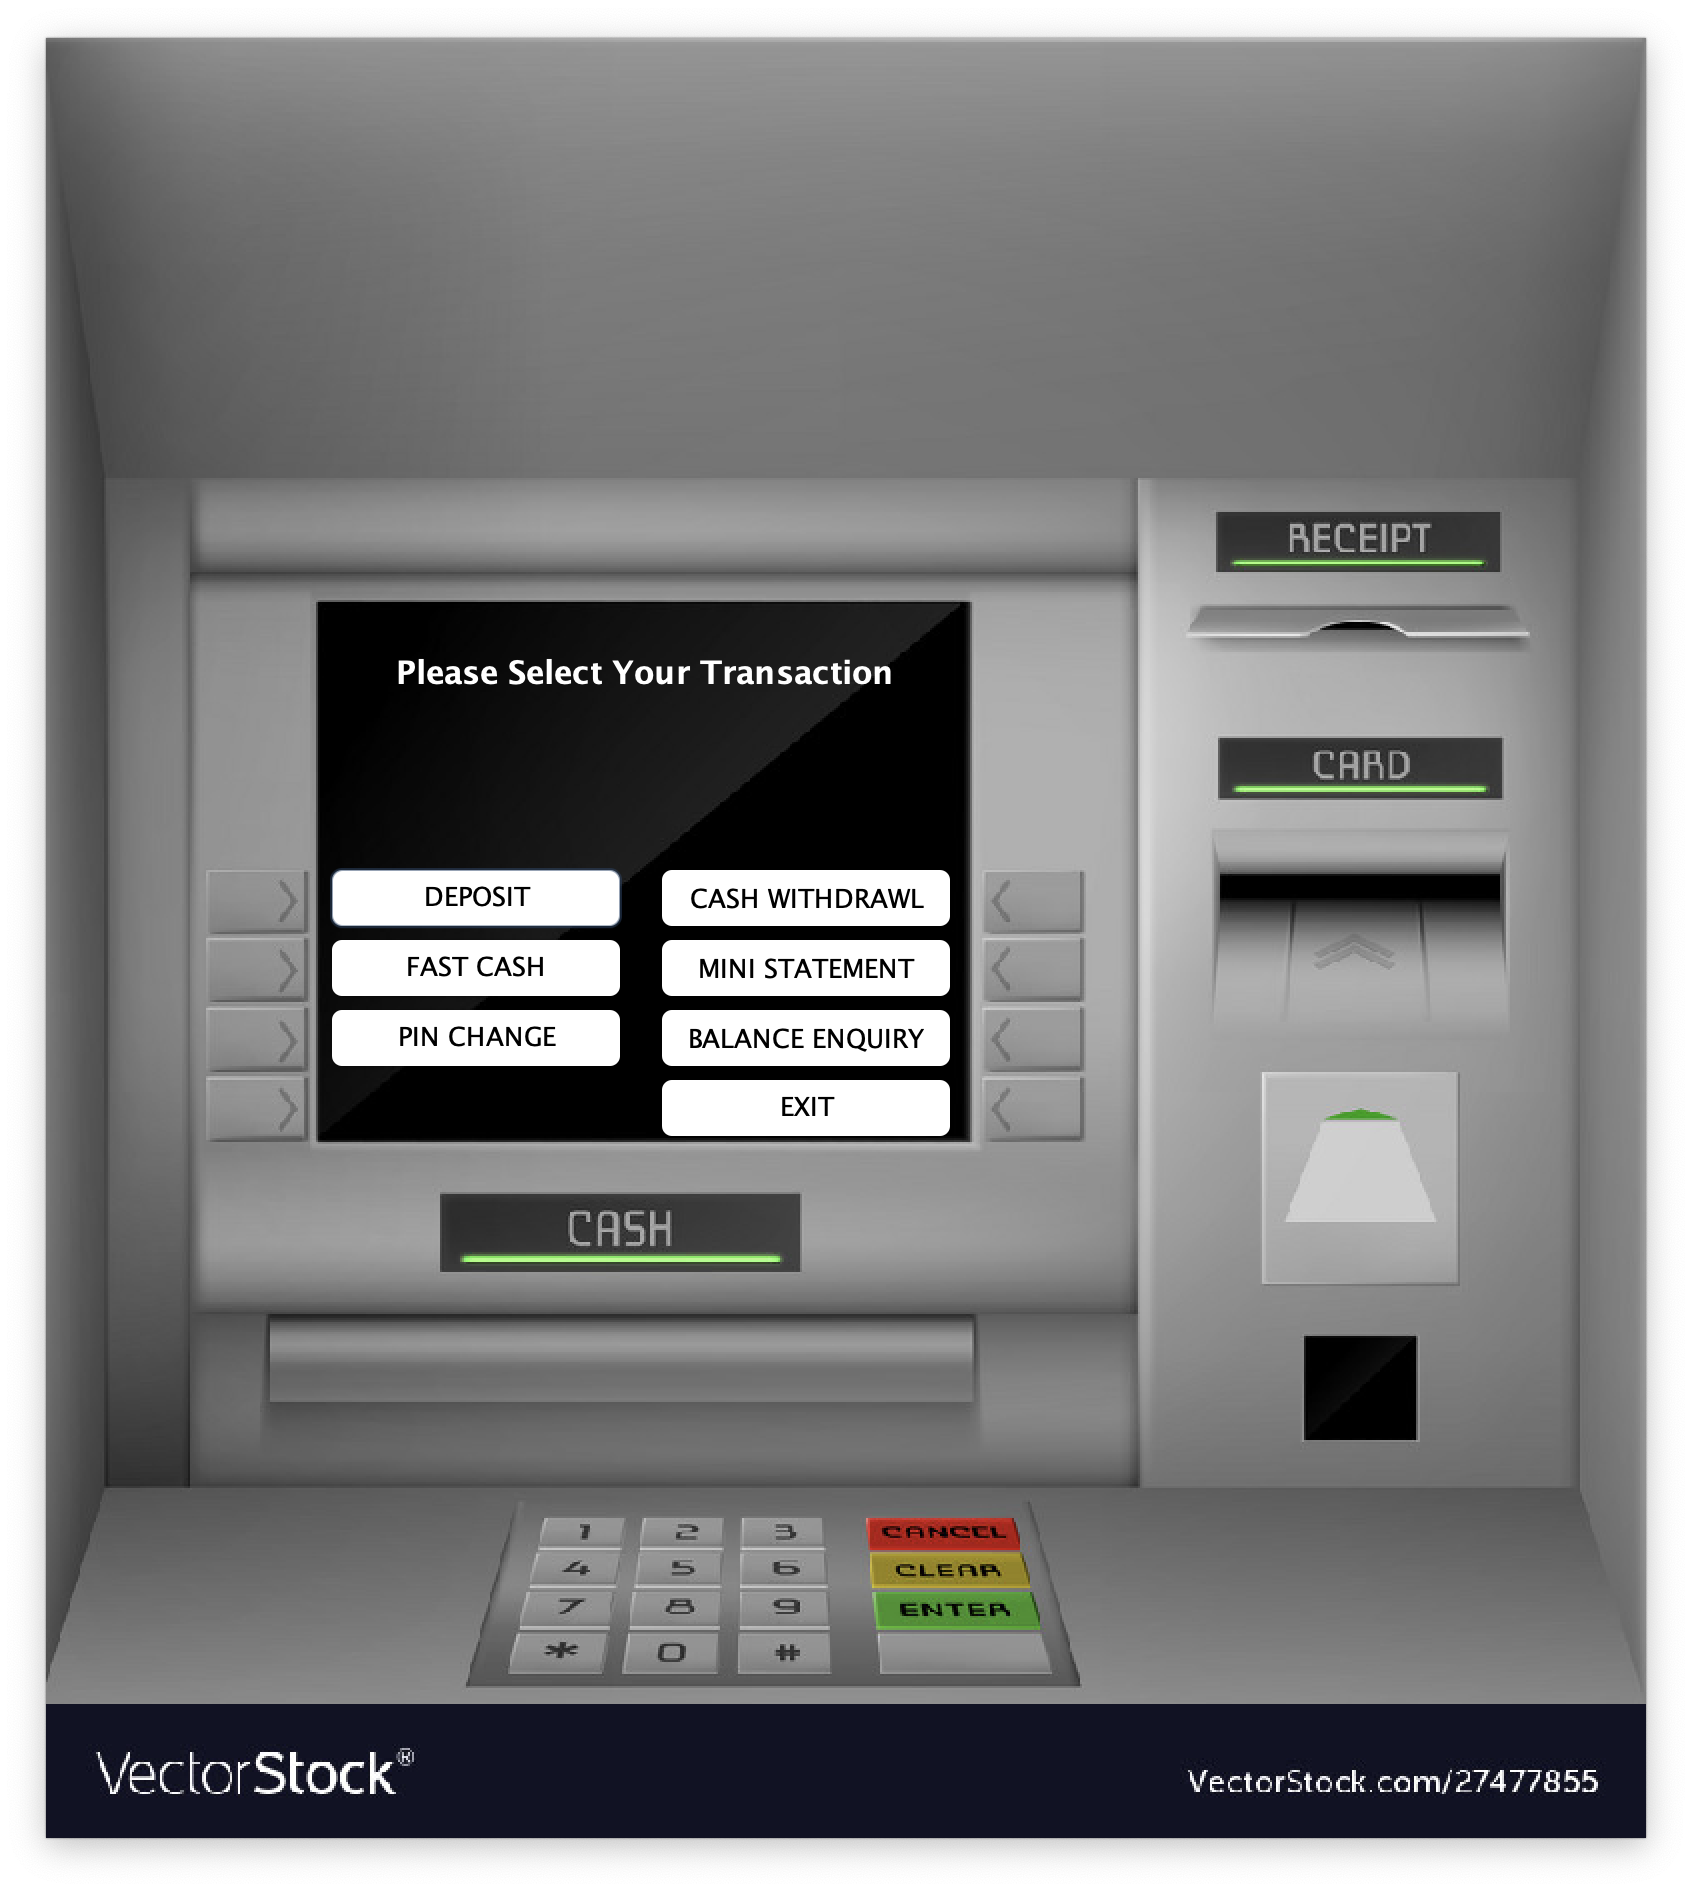 RECEIPT
Please Select Your Transaction
CARD
DEPOSIT
CASH WITHDRAWL
FAST CASH
MINI STATEMENT
PIN CHANGE
BALANCE ENQUIRY
EXIT
CASH
1 2 3 CANCEL
4 5 6 CLEAR
7 8 9 ENTER
* 0 #
VectorStock®
VectorStock.com/27477855